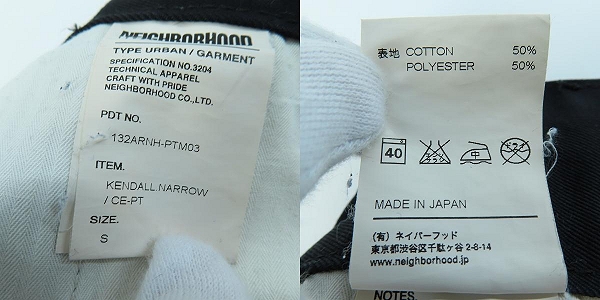 NEIGHBORHOOD
TYPE URBAN / GARMENT
SPECIFICATION NO.3204
TECHNICAL APPAREL
CRAFT WITH PRIDE
NEIGHBORHOOD CO.,LTD.
PDT NO.
132ARNH-PTM03
ITEM.
KENDALL.NARROW
/CE-PT
SIZE.
S
表地 COTTON 50%
POLYESTER 50%
40
中
MADE IN JAPAN
(有) ネイバーフッド
東京都渋谷区千駄ヶ谷 2-8-14
www.neighborhood.jp
NOTES